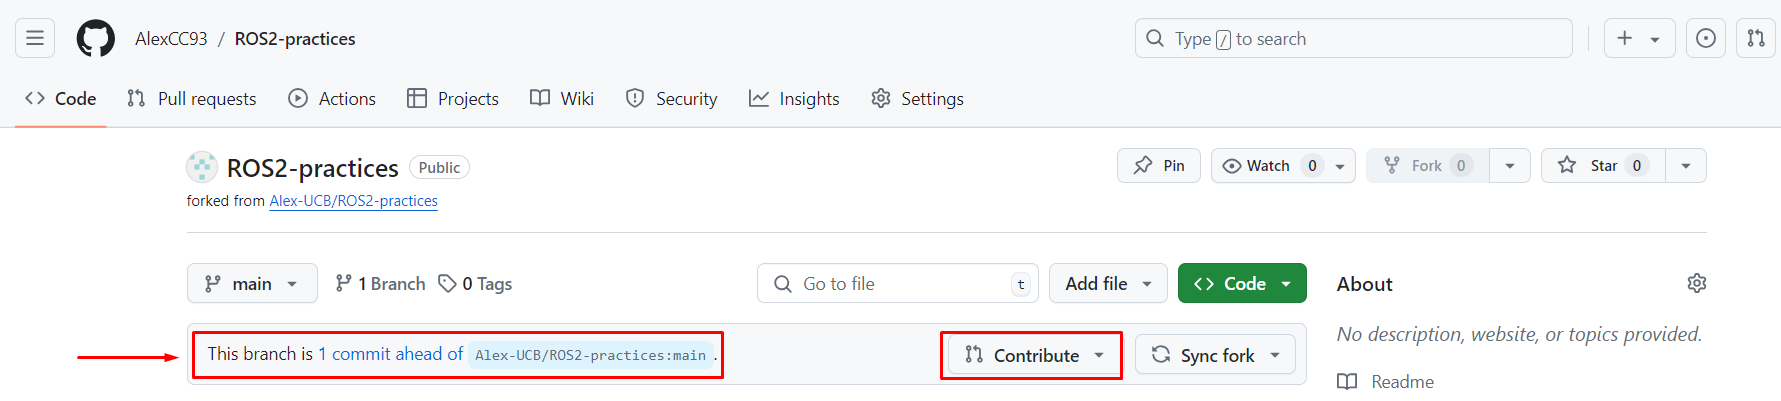 AlexCC93 / ROS2-practices
Type / to search
Code Pull requests Actions Projects Wiki Security Insights Settings
ROS2-practices Public
Pin Watch 0 Fork 0 Star 0
forked from Alex-UCB/ROS2-practices
main 1 Branch 0 Tags Go to file t Add file Code About
No description, website, or topics provided.
This branch is 1 commit ahead of Alex-UCB/ROS2-practices:main . Contribute Sync fork
Readme